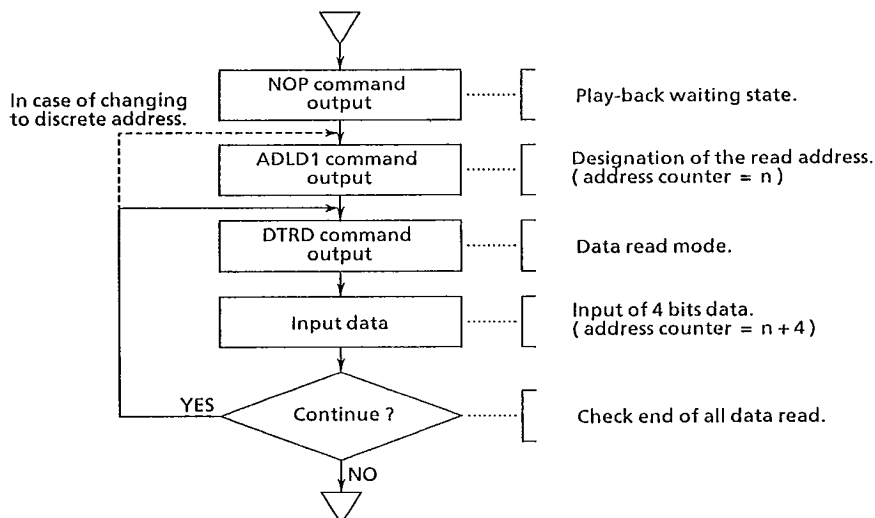 NOP command
output
Play-back waiting state.
In case of changing
to discrete address.
ADLD1 command
output
Designation of the read address.
( address counter = n )
DTRD command
output
Data read mode.
Input data
Input of 4 bits data.
( address counter = n + 4 )
YES
Continue ?
Check end of all data read.
NO